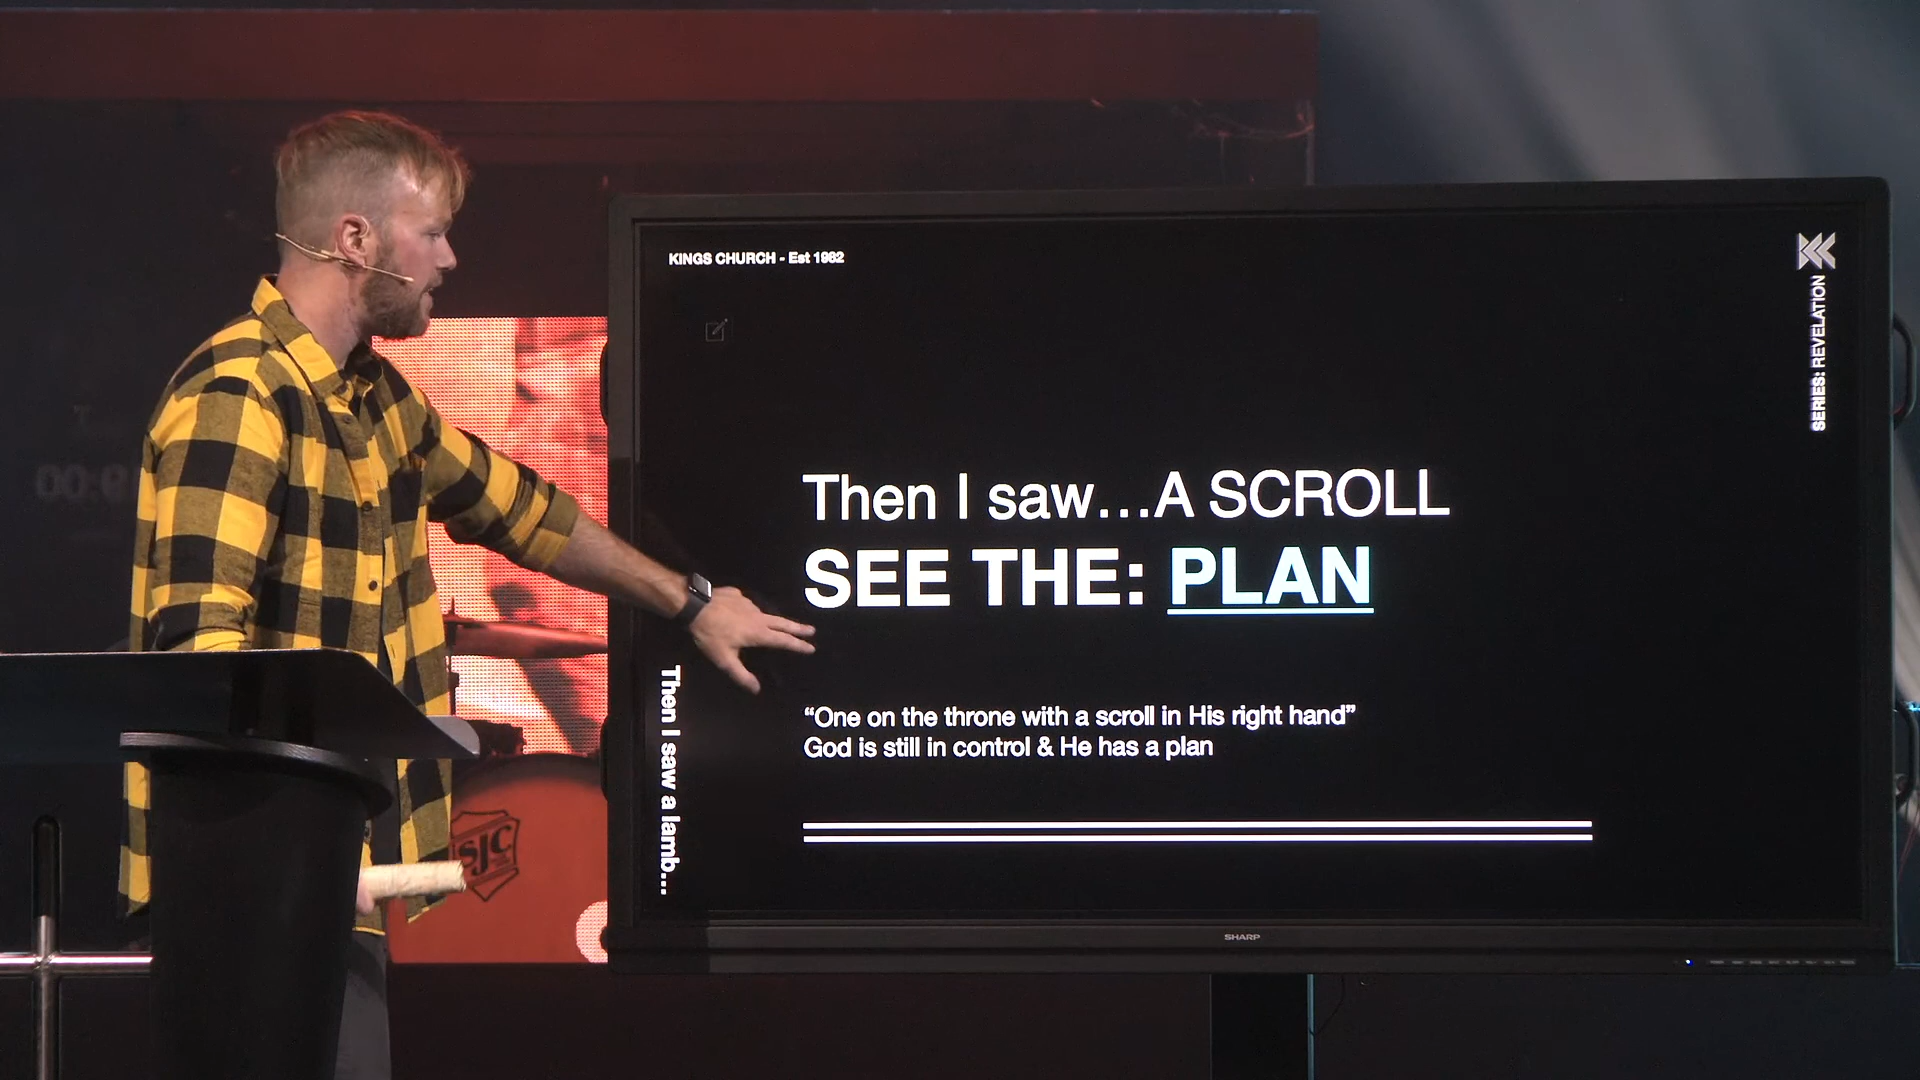 KINGS CHURCH - Est 1982
SERIES: REVELATION
Then I saw...A SCROLL
SEE THE: PLAN
“One on the throne with a scroll in His right hand”
God is still in control & He has a plan
Then I saw a lamb...
SJC
SHARP